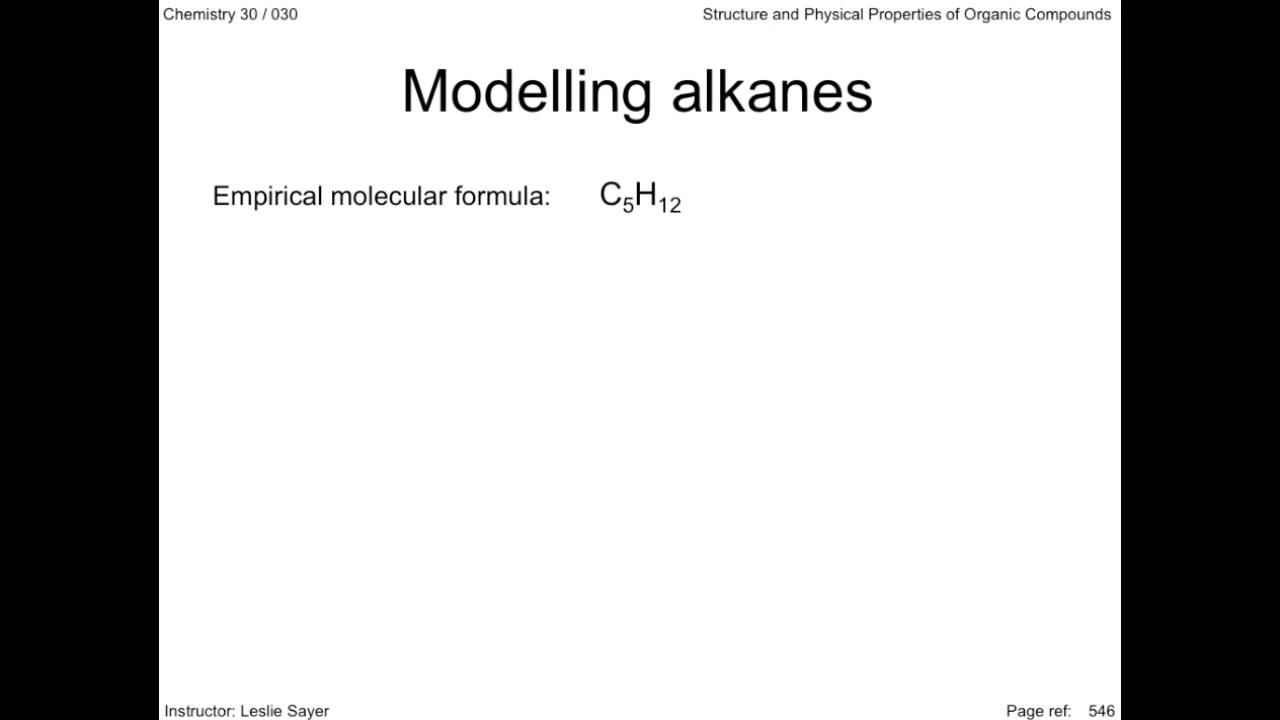 Chemistry 30 / 030 Structure and Physical Properties of Organic Compounds
Modelling alkanes
Empirical molecular formula: C₅H₁₂
Instructor: Leslie Sayer Page ref: 546